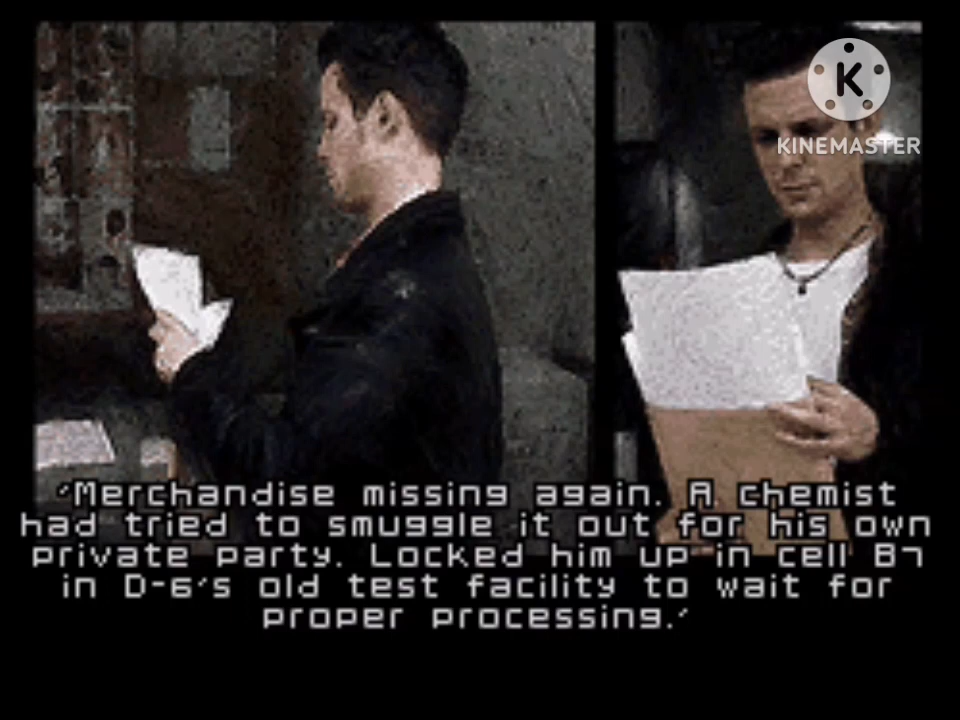 K
KINEMASTER
'Merchandise missing again. A chemist
had tried to smuggle it out for his own
private party. Locked him up in cell B7
in D-6's old test facility to wait for
proper processing.'